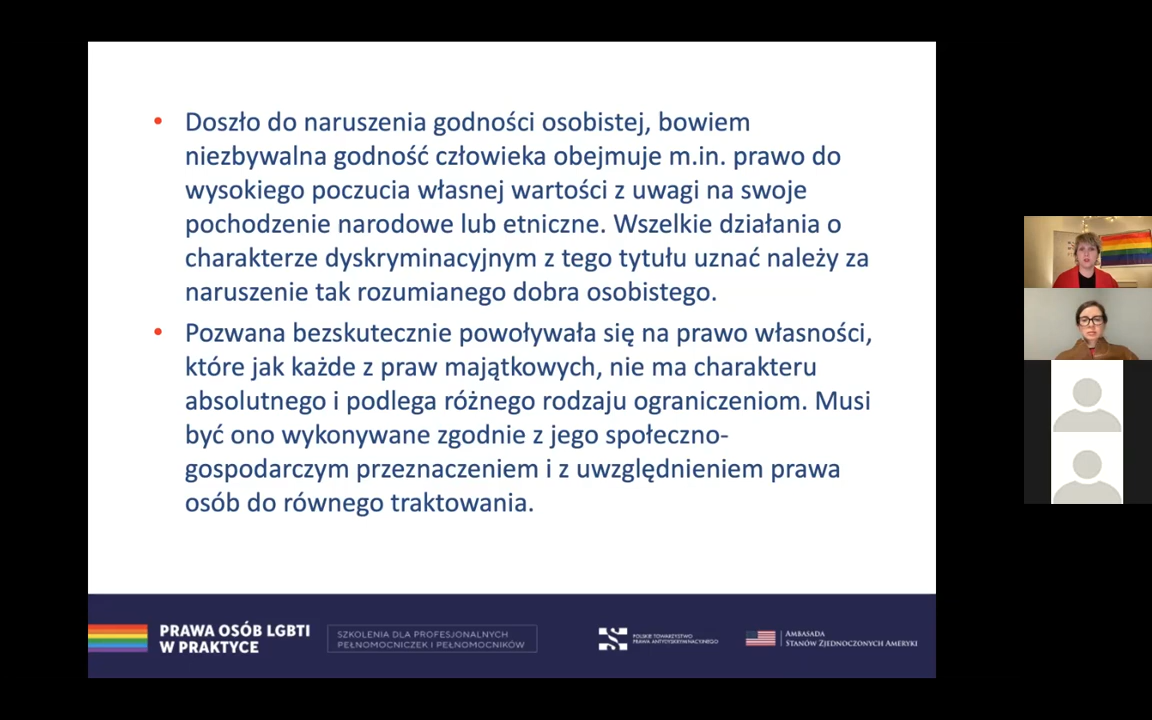 • Doszło do naruszenia godności osobistej, bowiem
niezbywalna godność człowieka obejmuje m.in. prawo do
wysokiego poczucia własnej wartości z uwagi na swoje
pochodzenie narodowe lub etniczne. Wszelkie działania o
charakterze dyskryminacyjnym z tego tytułu uznać należy za
naruszenie tak rozumianego dobra osobistego.
• Pozwana bezskutecznie powoływała się na prawo własności,
które jak każde z praw majątkowych, nie ma charakteru
absolutnego i podlega różnego rodzaju ograniczeniom. Musi
być ono wykonywane zgodnie z jego społeczno-
gospodarczym przeznaczeniem i z uwzględnieniem prawa
osób do równego traktowania.
PRAWA OSÓB LGBTI
W PRAKTYCE
SZKOLENIA DLA PROFESJONALNYCH
PEŁNOMOCNICZEK I PEŁNOMOCNIKÓW
POLSKIE TOWARZYSTWO
PRAWA ANTYDYSKRYMINACYJNEGO
AMBASADA
STANÓW ZJEDNOCZONYCH AMERYKI